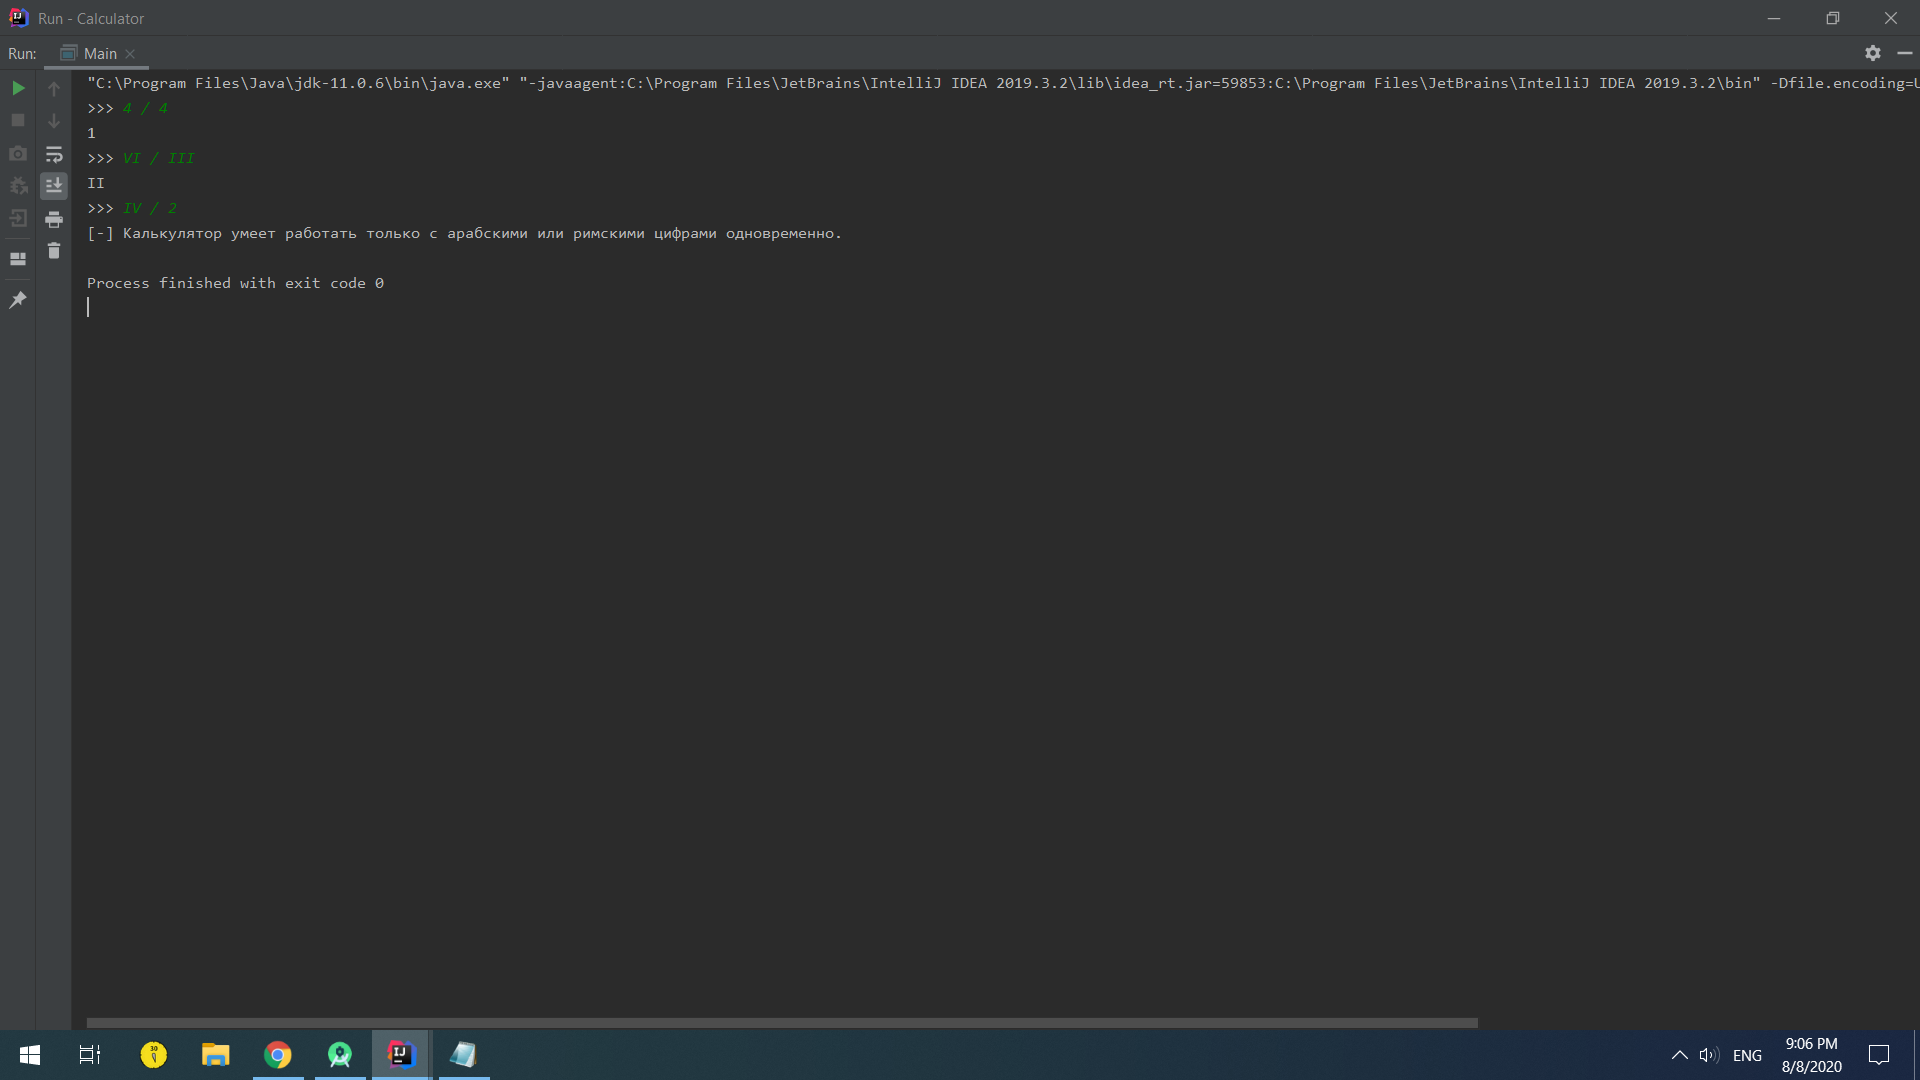 Run - Calculator
Run: Main
"C:\Program Files\Java\jdk-11.0.6\bin\java.exe" "-javaagent:C:\Program Files\JetBrains\IntelliJ IDEA 2019.3.2\lib\idea_rt.jar=59853:C:\Program Files\JetBrains\IntelliJ IDEA 2019.3.2\bin" -Dfile.encoding=U
>>> 4 / 4
1
>>> VI / III
II
>>> IV / 2
[-] Калькулятор умеет работать только с арабскими или римскими цифрами одновременно.
Process finished with exit code 0
30
IJ
ENG
9:06 PM
8/8/2020